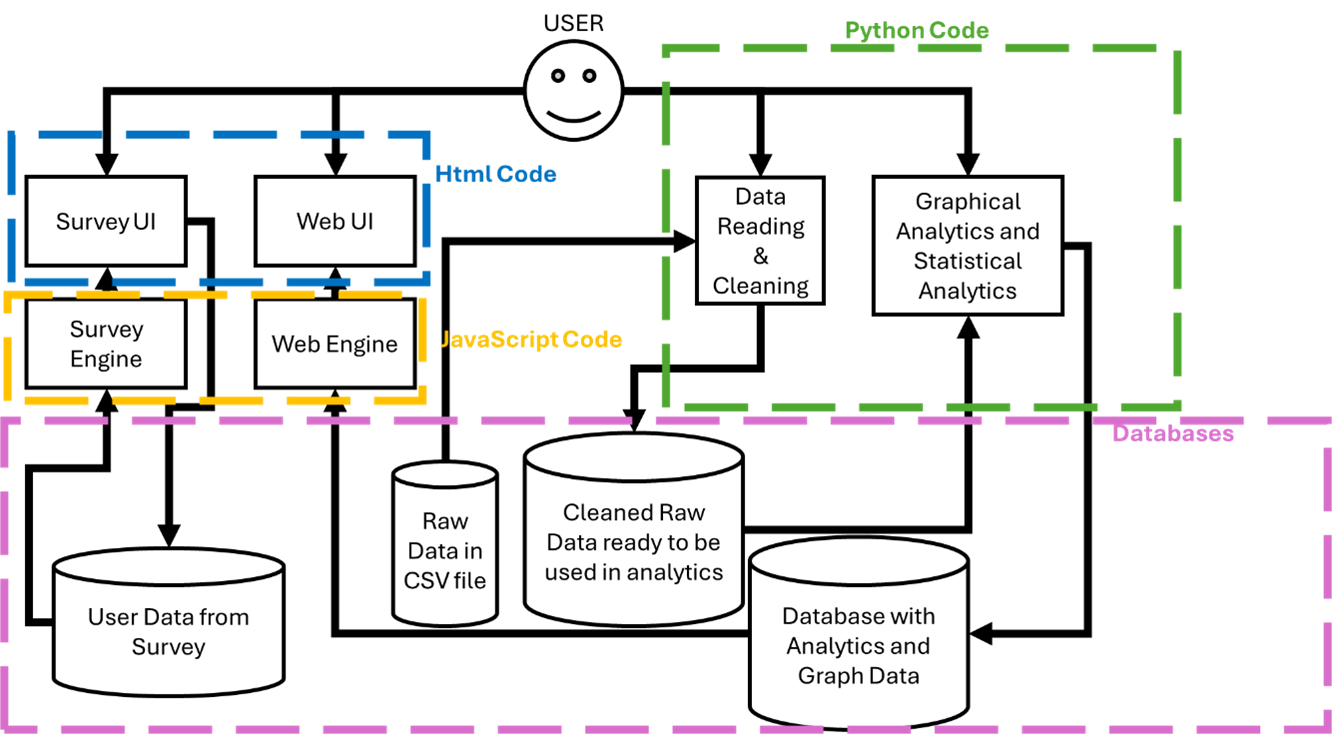 USER
Python Code
Html Code
Survey UI
Web UI
Data
Reading
&
Cleaning
Graphical
Analytics and
Statistical
Analytics
Survey
Engine
Web Engine
JavaScript Code
Databases
Raw
Data in
CSV file
Cleaned Raw
Data ready to be
used in analytics
User Data from
Survey
Database with
Analytics and
Graph Data